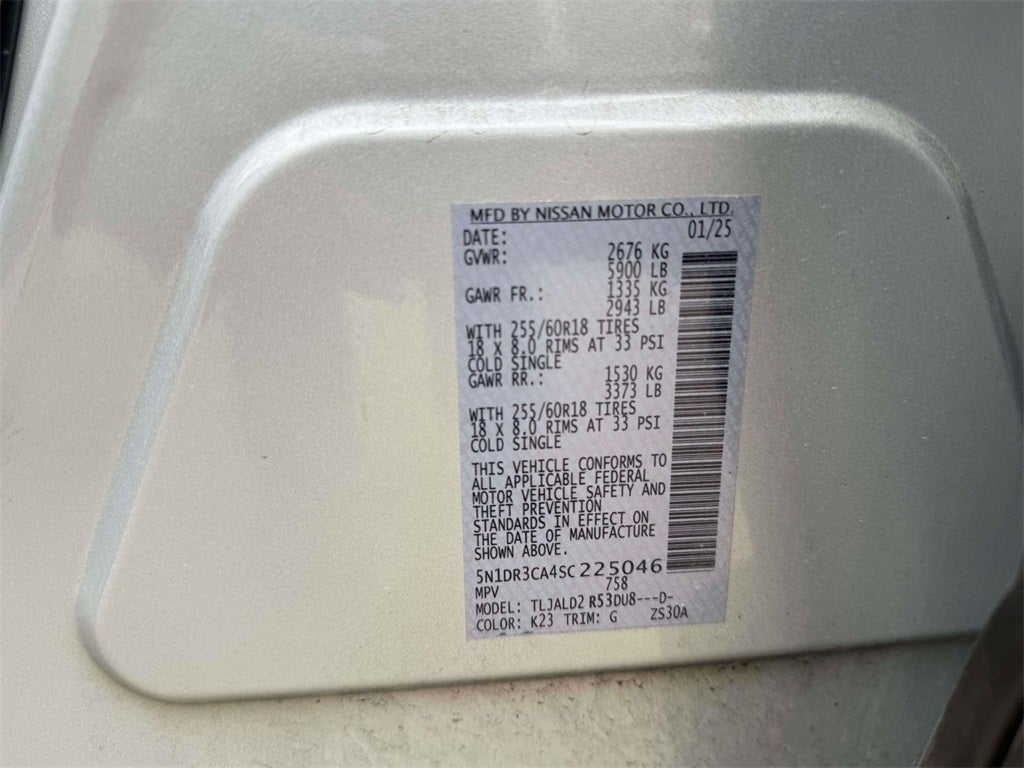 MFD BY NISSAN MOTOR CO., LTD.
DATE: 01/25
GVWR: 2676 KG
5900 LB
GAWR FR.: 1335 KG
2943 LB
WITH 255/60R18 TIRES
18 X 8.0 RIMS AT 33 PSI
COLD SINGLE
GAWR RR.: 1530 KG
3373 LB
WITH 255/60R18 TIRES
18 X 8.0 RIMS AT 33 PSI
COLD SINGLE
THIS VEHICLE CONFORMS TO
ALL APPLICABLE FEDERAL
MOTOR VEHICLE SAFETY AND
THEFT PREVENTION
STANDARDS IN EFFECT ON
THE DATE OF MANUFACTURE
SHOWN ABOVE.
5N1DR3CA4SC225046
MPV 758
MODEL: TLJALD2 R53DU8---D-
COLOR: K23 TRIM: G ZS30A